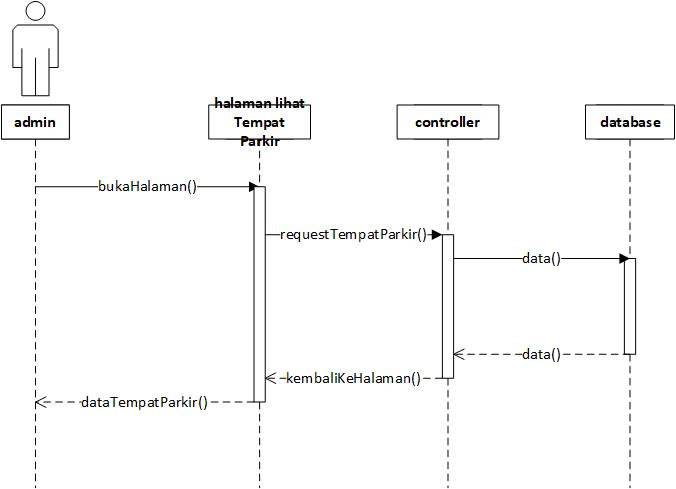 admin
halaman lihat
Tempat
Parkir
controller
database
bukaHalaman()
requestTempatParkir()
data()
data()
kembaliKeHalaman()
dataTempatParkir()